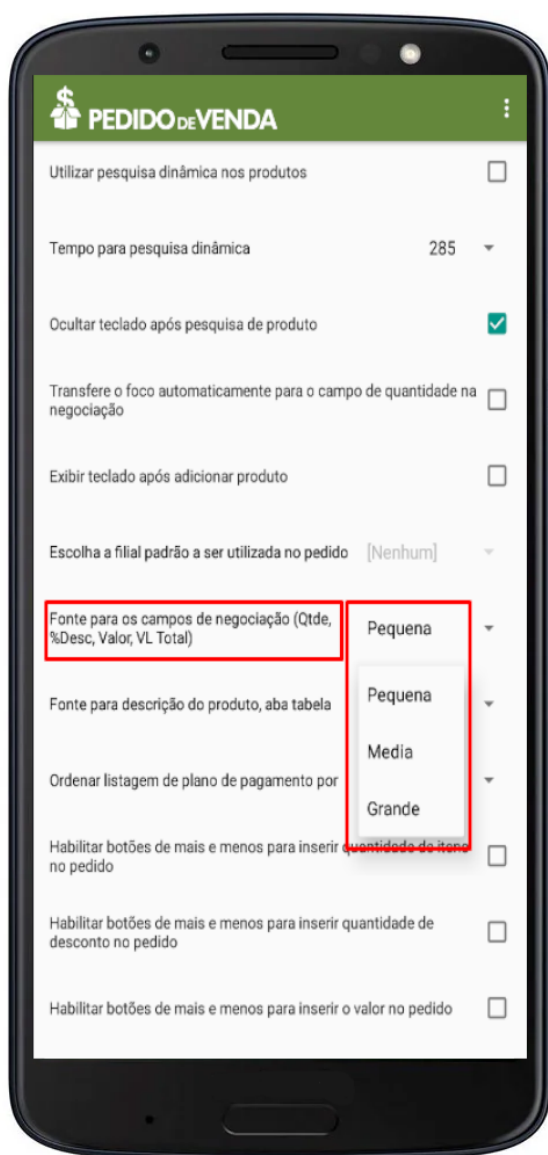 $
PEDIDO DE VENDA
Utilizar pesquisa dinâmica nos produtos
Tempo para pesquisa dinâmica 285
Ocultar teclado após pesquisa de produto
Transfere o foco automaticamente para o campo de quantidade na
negociação
Exibir teclado após adicionar produto
Escolha a filial padrão a ser utilizada no pedido [Nenhum]
Fonte para os campos de negociação (Qtde,
%Desc, Valor, VL Total)
Pequena
Fonte para descrição do produto, aba tabela
Pequena
Media
Ordenar listagem de plano de pagamento por
Grande
Habilitar botões de mais e menos para inserir quantidade de itens
no pedido
Habilitar botões de mais e menos para inserir quantidade de
desconto no pedido
Habilitar botões de mais e menos para inserir o valor no pedido